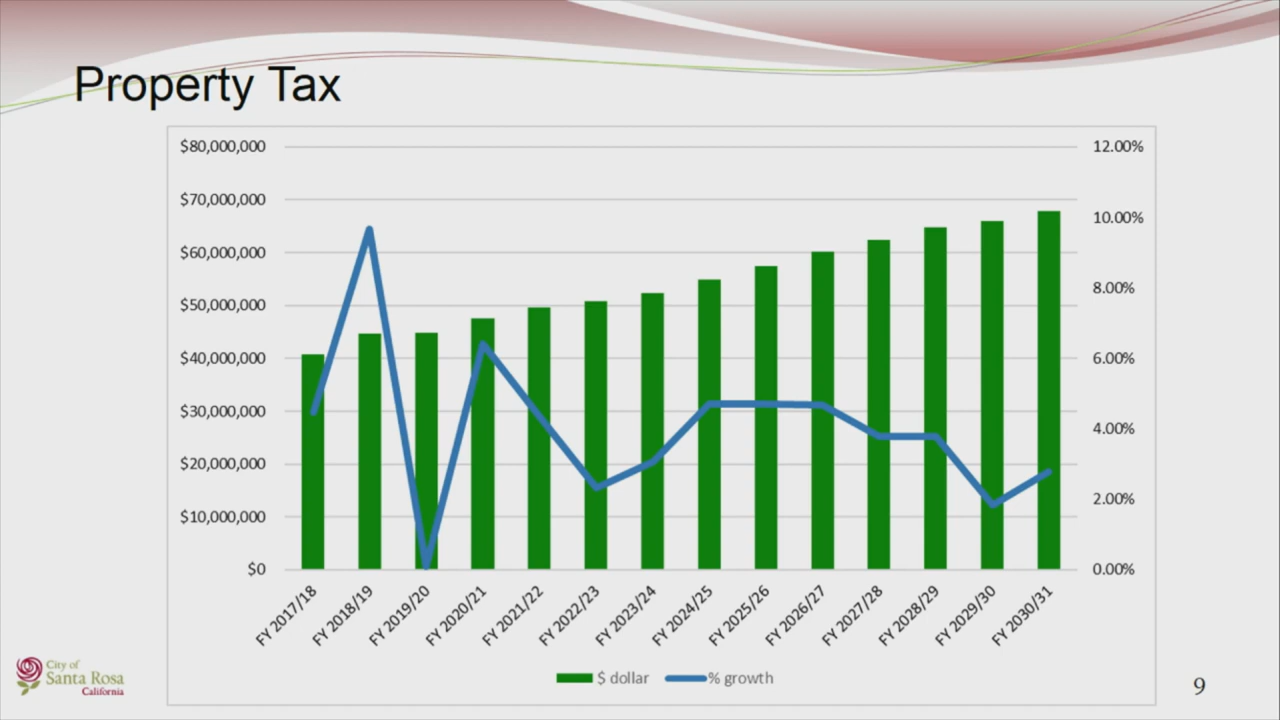 Property Tax
$80,000,000
$70,000,000
$60,000,000
$50,000,000
$40,000,000
$30,000,000
$20,000,000
$10,000,000
$0
12.00%
10.00%
8.00%
6.00%
4.00%
2.00%
0.00%
FY 2017/18
FY 2018/19
FY 2019/20
FY 2020/21
FY 2021/22
FY 2022/23
FY 2023/24
FY 2024/25
FY 2025/26
FY 2026/27
FY 2027/28
FY 2028/29
FY 2029/30
FY 2030/31
$ dollar
% growth
City of
Santa Rosa
California
9